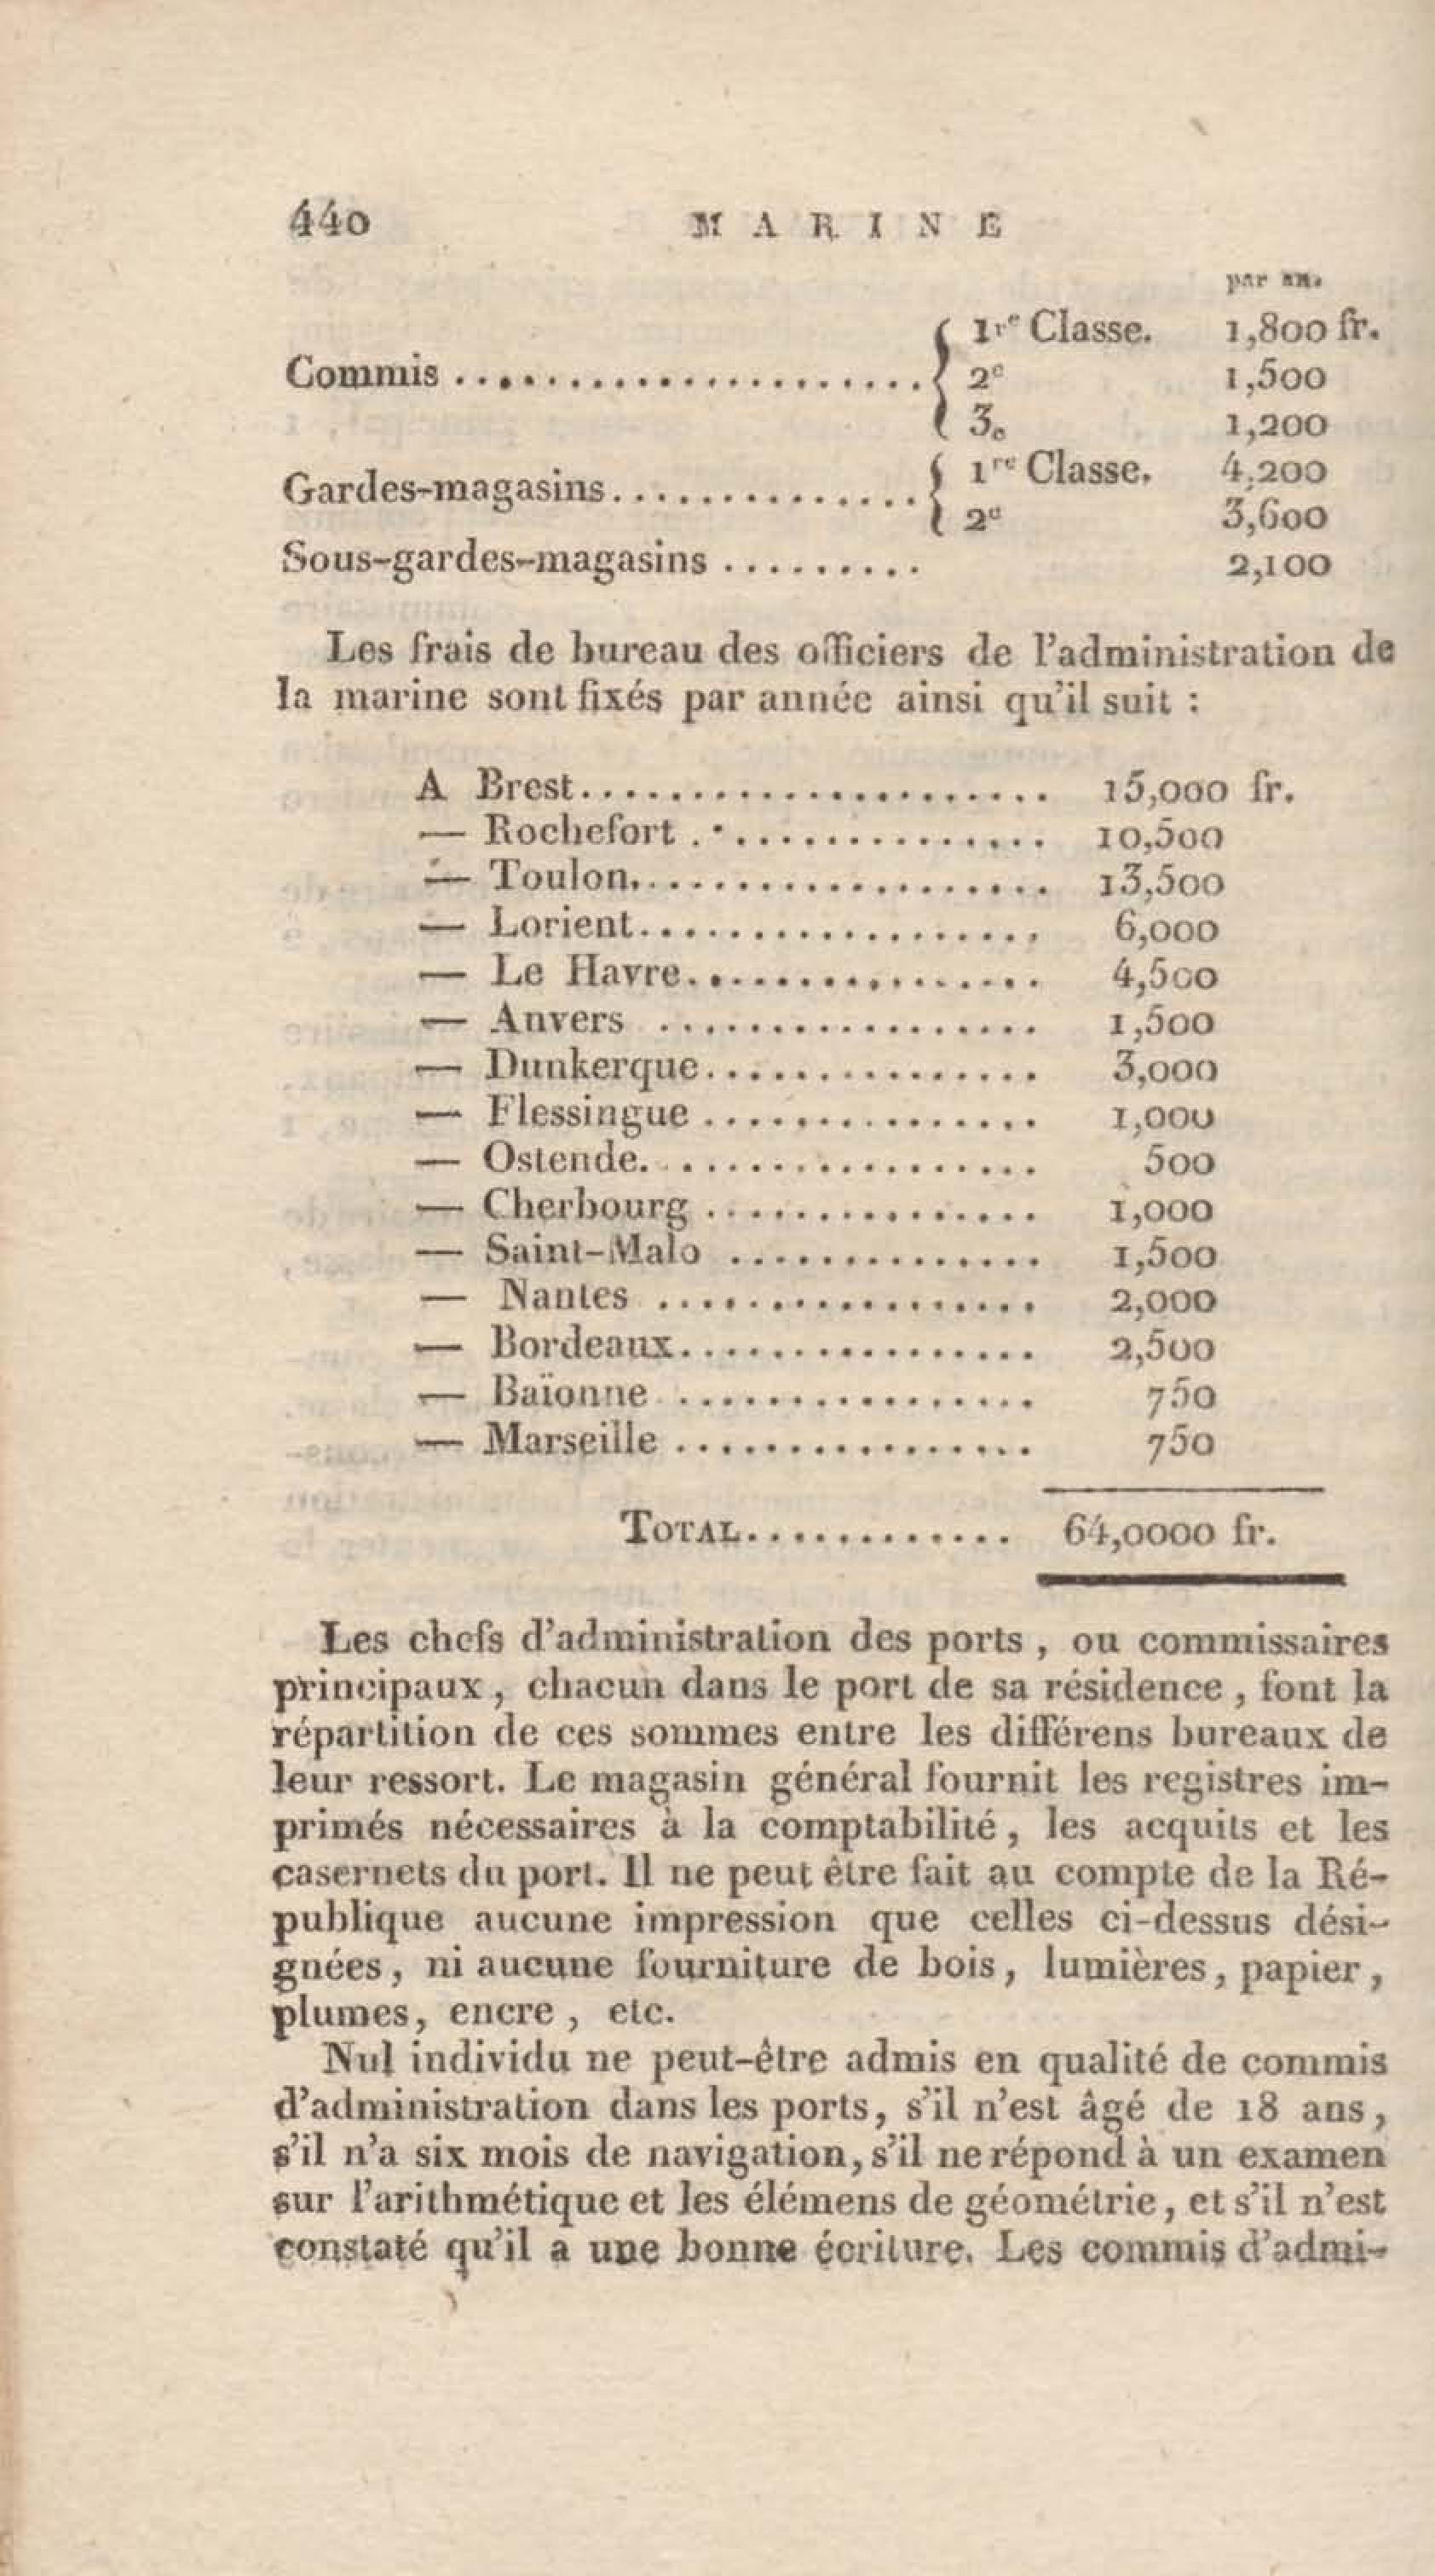 440 MARINE
par an.
1re Classe. 1,800 fr.
Commis ...................... 2e 1,500
3e 1,200
1re Classe. 4,200
Gardes-magasins............... 2e 3,600
Sous-gardes-magasins ......... 2,100
Les frais de bureau des officiers de l'administration de
la marine sont fixés par année ainsi qu'il suit :
A Brest..................... 15,000 fr.
— Rochefort ................ 10,500
— Toulon................... 13,500
— Lorient.................. 6,000
— Le Havre................ 4,500
— Anvers ................. 1,500
— Dunkerque............... 3,000
— Flessingue ............... 1,000
— Ostende................. 500
— Cherbourg ............... 1,000
— Saint-Malo .............. 1,500
— Nantes ................. 2,000
— Bordeaux................ 2,500
— Baïonne ................ 750
— Marseille ................ 750
TOTAL............ 64,0000 fr.
Les chefs d'administration des ports, ou commissaires
principaux, chacun dans le port de sa résidence, font la
répartition de ces sommes entre les différens bureaux de
leur ressort. Le magasin général fournit les registres im-
primés nécessaires à la comptabilité, les acquits et les
casernets du port. Il ne peut être fait au compte de la Ré-
publique aucune impression que celles ci-dessus dési-
gnées, ni aucune fourniture de bois, lumières, papier,
plumes, encre, etc.
Nul individu ne peut-être admis en qualité de commis
d'administration dans les ports, s'il n'est âgé de 18 ans,
s'il n'a six mois de navigation, s'il ne répond à un examen
sur l'arithmétique et les élémens de géométrie, et s'il n'est
constaté qu'il a une bonne écriture. Les commis d'admi-